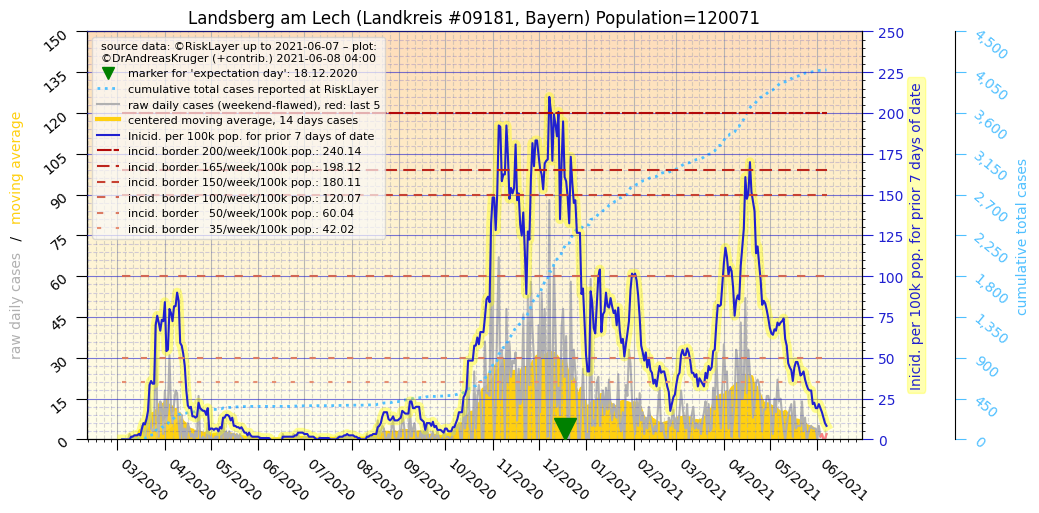 Landsberg am Lech (Landkreis #09181, Bayern) Population=120071
source data: ©RiskLayer up to 2021-06-07 – plot:
©DrAndreasKruger (+contrib.) 2021-06-08 04:00
marker for 'expectation day': 18.12.2020
cumulative total cases reported at RiskLayer
raw daily cases (weekend-flawed), red: last 5
centered moving average, 14 days cases
Inicid. per 100k pop. for prior 7 days of date
incid. border 200/week/100k pop.: 240.14
incid. border 165/week/100k pop.: 198.12
incid. border 150/week/100k pop.: 180.11
incid. border 100/week/100k pop.: 120.07
incid. border   50/week/100k pop.: 60.04
incid. border   35/week/100k pop.: 42.02
raw daily cases  /  moving average
150
135
120
105
90
75
60
45
30
15
0
250
225
200
175
150
125
100
75
50
25
0
Inicid. per 100k pop. for prior 7 days of date
4,500
4,050
3,600
3,150
2,700
2,250
1,800
1,350
900
450
0
cumulative total cases
03/2020
04/2020
05/2020
06/2020
07/2020
08/2020
09/2020
10/2020
11/2020
12/2020
01/2021
02/2021
03/2021
04/2021
05/2021
06/2021